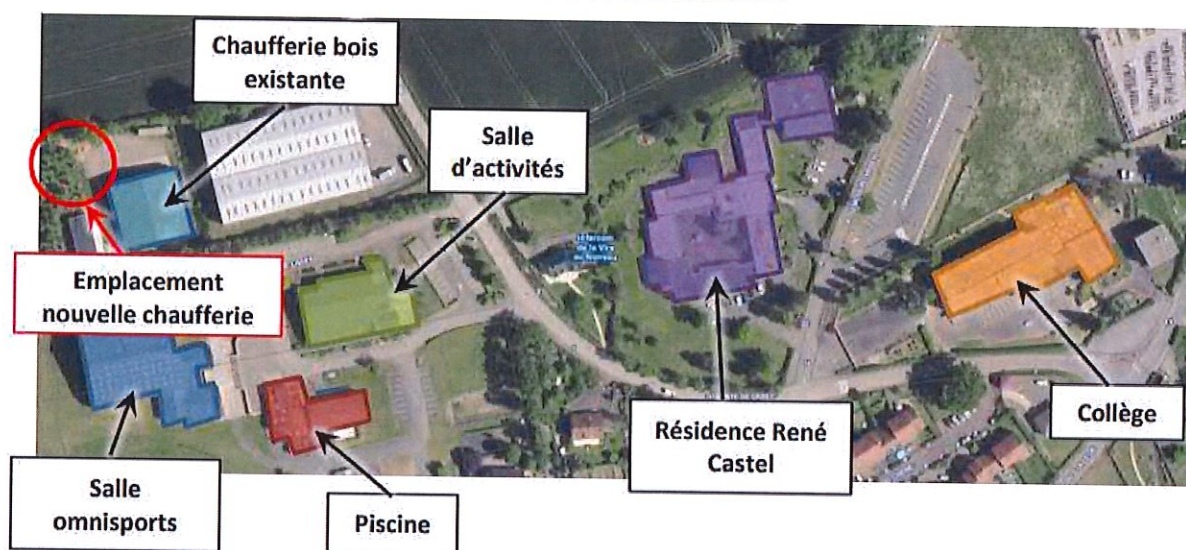 Chaufferie bois
existante
Salle
d'activités
Emplacement
nouvelle chaufferie
Résidence René
Castel
Collège
Salle
omnisports
Piscine